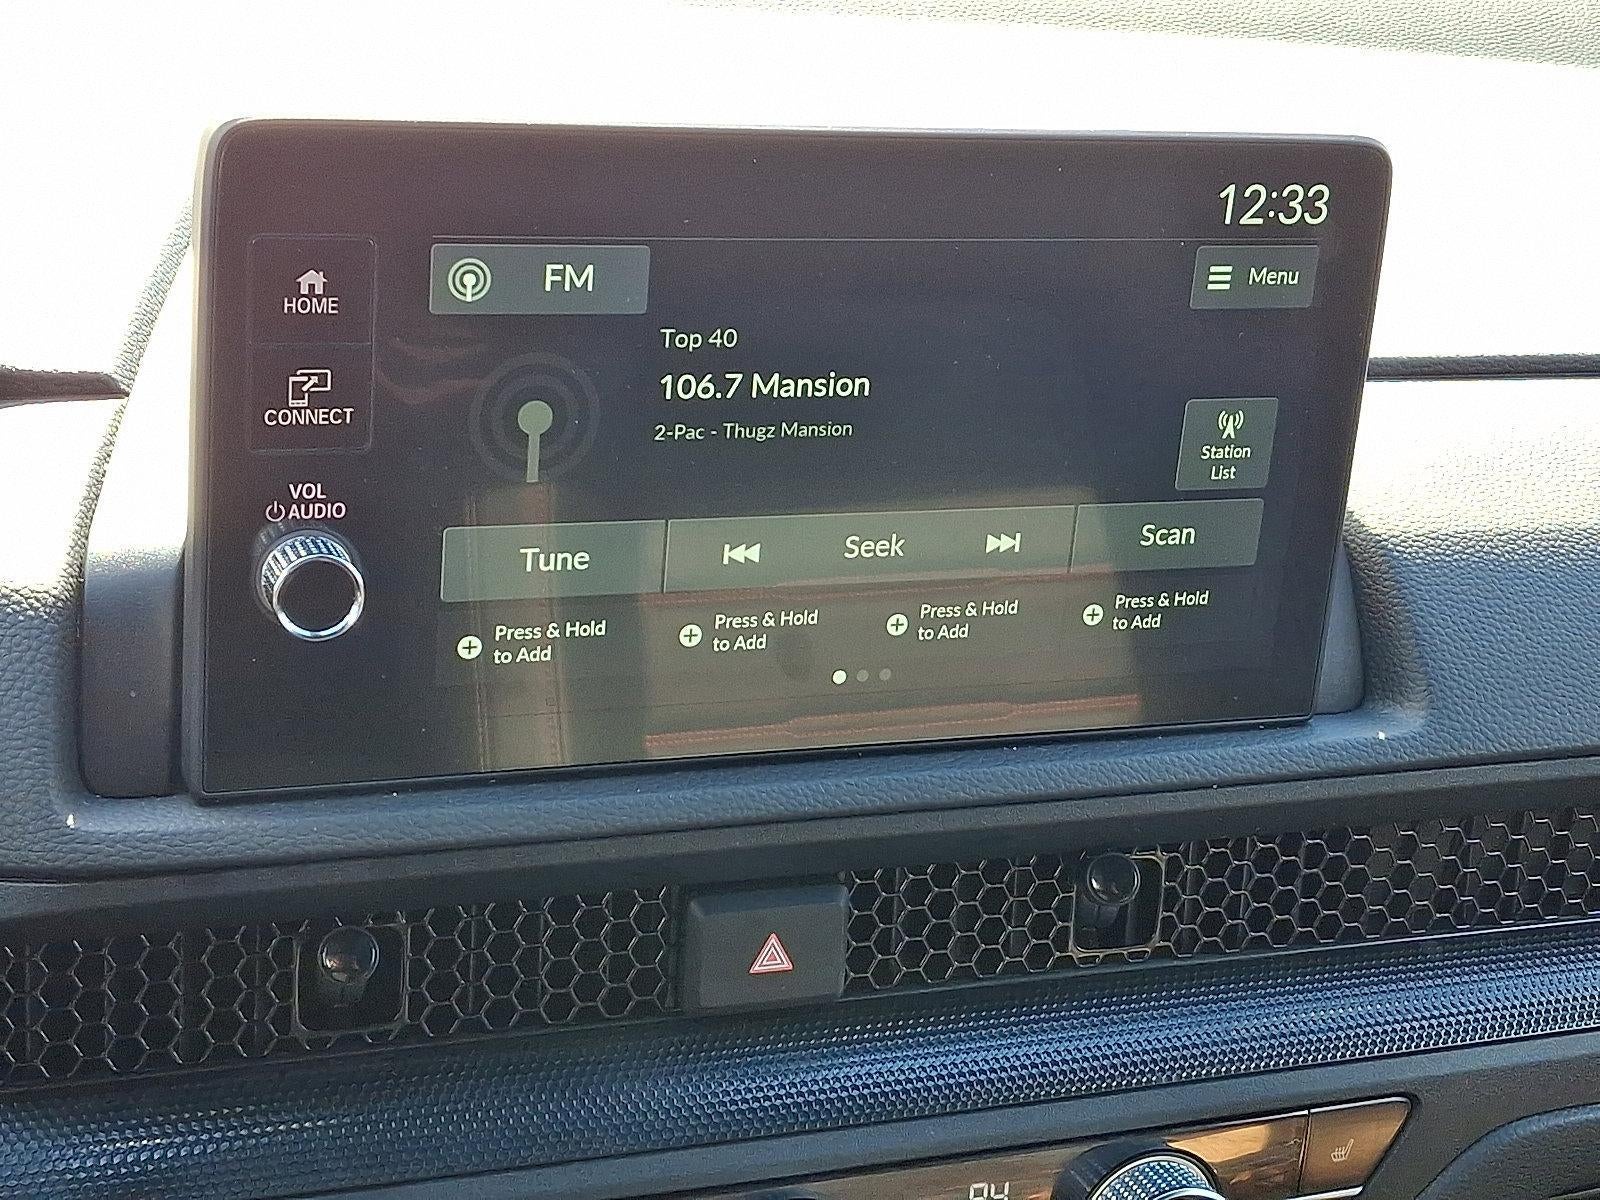 12:33
HOME
FM
Menu
Top 40
106.7 Mansion
2-Pac - Thugz Mansion
CONNECT
Station
List
VOL
AUDIO
Tune
Seek
Scan
Press & Hold
to Add
Press & Hold
to Add
Press & Hold
to Add
Press & Hold
to Add